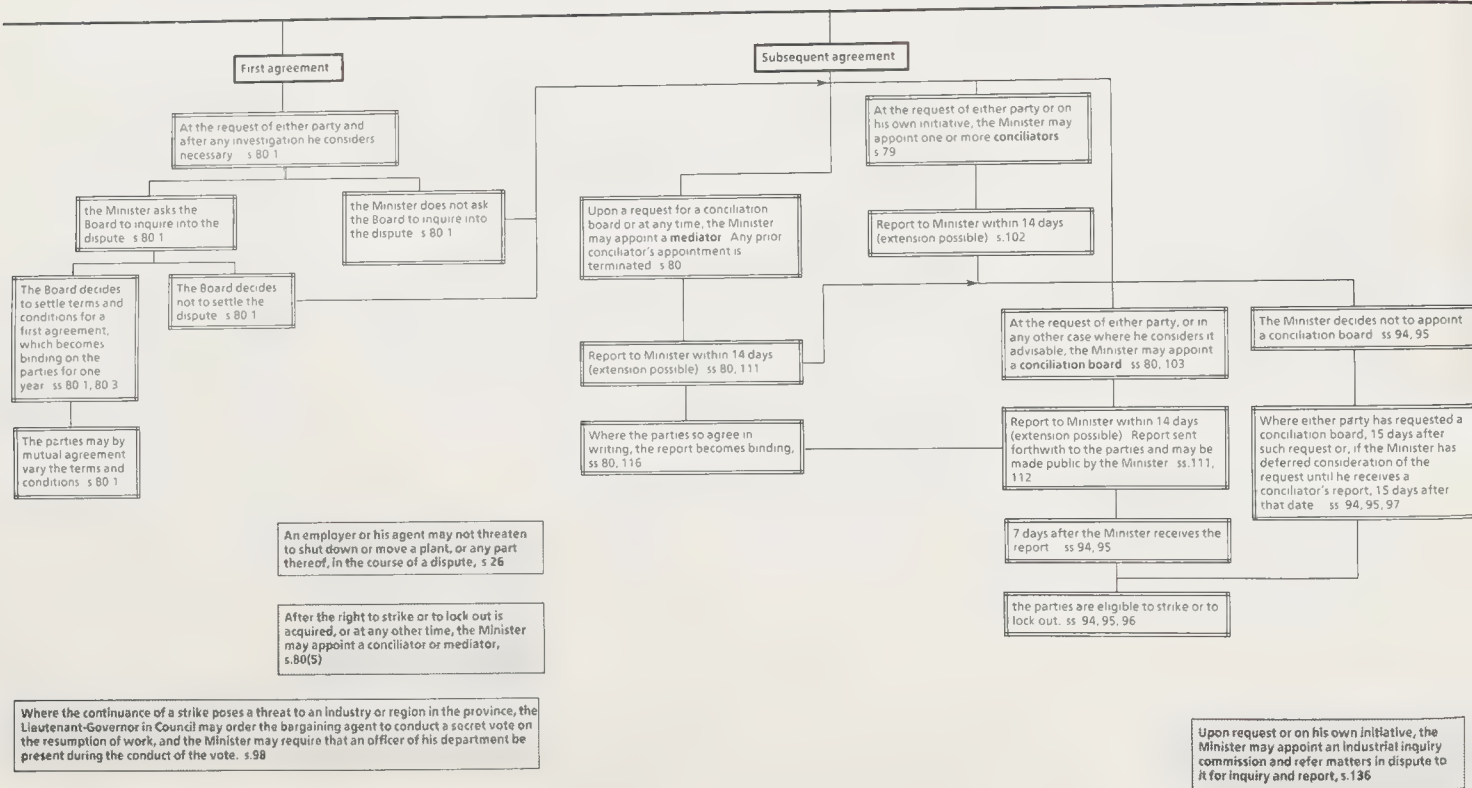 First agreement
At the request of either party and
after any investigation he considers
necessary s 80 1
the Minister asks the
Board to inquire into the
dispute s 80 1
the Minister does not ask
the Board to inquire into
the dispute s 80 1
The Board decides
to settle terms and
conditions for a
first agreement,
which becomes
binding on the
parties for one
year ss 80 1, 80 3
The Board decides
not to settle the
dispute s 80 1
The parties may by
mutual agreement
vary the terms and
conditions s 80 1
Subsequent agreement
At the request of either party or on
his own initiative, the Minister may
appoint one or more conciliators
s 79
Upon a request for a conciliation
board or at any time, the Minister
may appoint a mediator Any prior
conciliator's appointment is
terminated s 80
Report to Minister within 14 days
(extension possible) s.102
Report to Minister within 14 days
(extension possible) ss 80, 111
At the request of either party, or in
any other case where he considers it
advisable, the Minister may appoint
a conciliation board ss 80, 103
The Minister decides not to appoint
a conciliation board ss 94, 95
Where the parties so agree in
writing, the report becomes binding,
ss 80, 116
Report to Minister within 14 days
(extension possible) Report sent
forthwith to the parties and may be
made public by the Minister ss.111,
112
Where either party has requested a
conciliation board, 15 days after
such request or, if the Minister has
deferred consideration of the
request until he receives a
conciliator's report, 15 days after
that date ss 94, 95, 97
7 days after the Minister receives the
report ss 94, 95
the parties are eligible to strike or to
lock out. ss 94, 95, 96
An employer or his agent may not threaten
to shut down or move a plant, or any part
thereof, in the course of a dispute, s 26
After the right to strike or to lock out is
acquired, or at any other time, the Minister
may appoint a conciliator or mediator,
s.80(5)
Where the continuance of a strike poses a threat to an industry or region in the province, the
Lieutenant-Governor in Council may order the bargaining agent to conduct a secret vote on
the resumption of work, and the Minister may require that an officer of his department be
present during the conduct of the vote. s.98
Upon request or on his own initiative, the
Minister may appoint an industrial inquiry
commission and refer matters in dispute to
it for inquiry and report, s.136